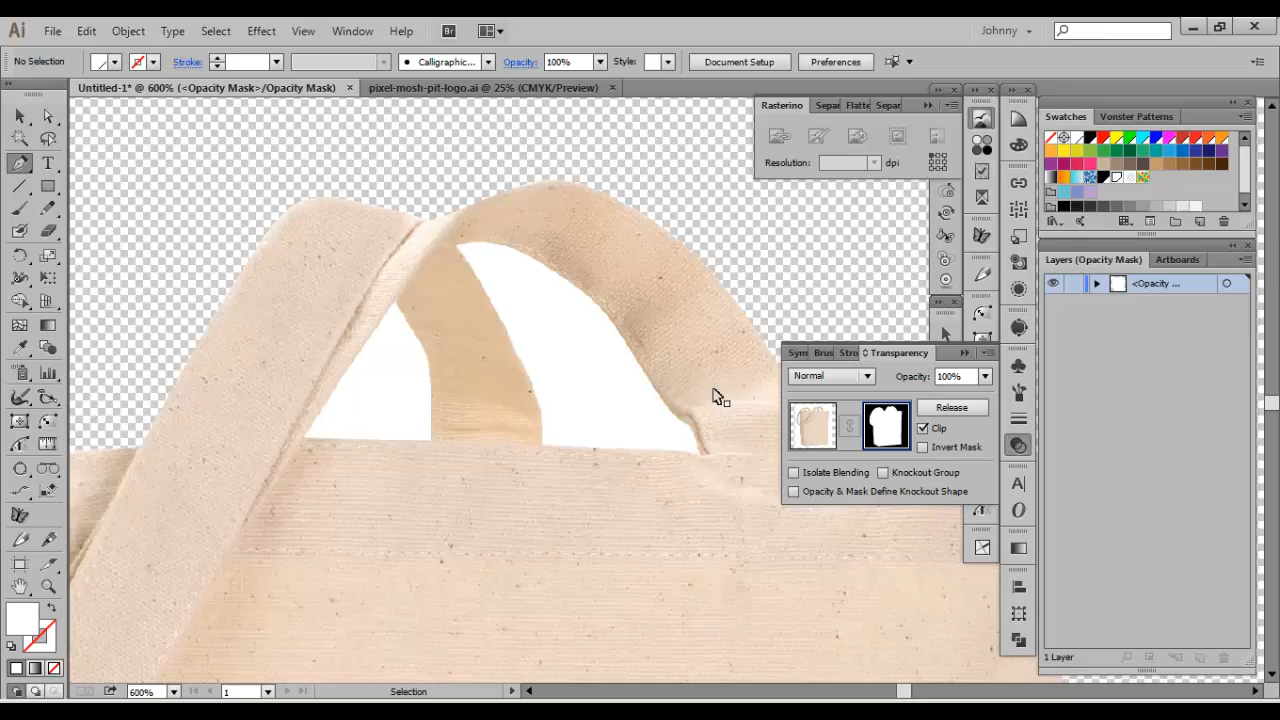 Ai File Edit Object Type Select Effect View Window Help Br Johnny
No Selection Stroke: Calligraphic... Opacity: 100% Style: Document Setup Preferences
Untitled-1* @ 600% (<Opacity Mask>/Opacity Mask) × pixel-mosh-pit-logo.ai @ 25% (CMYK/Preview) ×
Rasterino Separ Flatte Separ
Resolution: dpi
Swatches Vonster Patterns
Layers (Opacity Mask) Artboards
<Opacity ...
Sym Brus Stro Transparency
Normal Opacity: 100%
Release
Clip
Invert Mask
Isolate Blending Knockout Group
Opacity & Mask Define Knockout Shape
1 Layer
600% 1 Selection